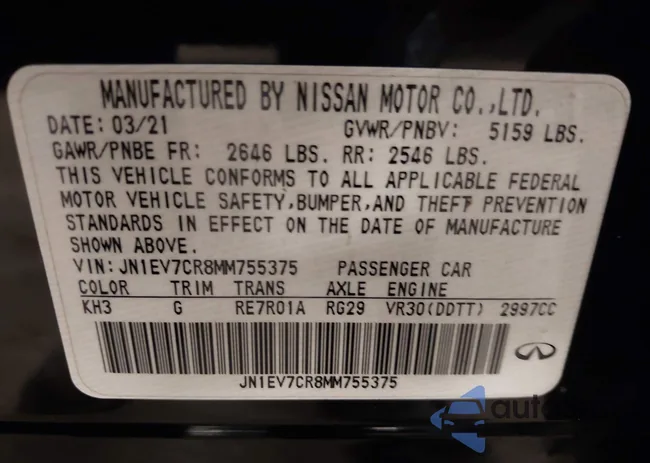 MANUFACTURED BY NISSAN MOTOR CO.,LTD.
DATE: 03/21 GVWR/PNBV: 5159 LBS.
GAWR/PNBE FR: 2646 LBS. RR: 2546 LBS.
THIS VEHICLE CONFORMS TO ALL APPLICABLE FEDERAL
MOTOR VEHICLE SAFETY,BUMPER,AND THEFT PREVENTION
STANDARDS IN EFFECT ON THE DATE OF MANUFACTURE
SHOWN ABOVE.
VIN:JN1EV7CR8MM755375 PASSENGER CAR
COLOR TRIM TRANS AXLE ENGINE
KH3 G RE7R01A RG29 VR30(DDTT) 2997CC
JN1EV7CR8MM755375